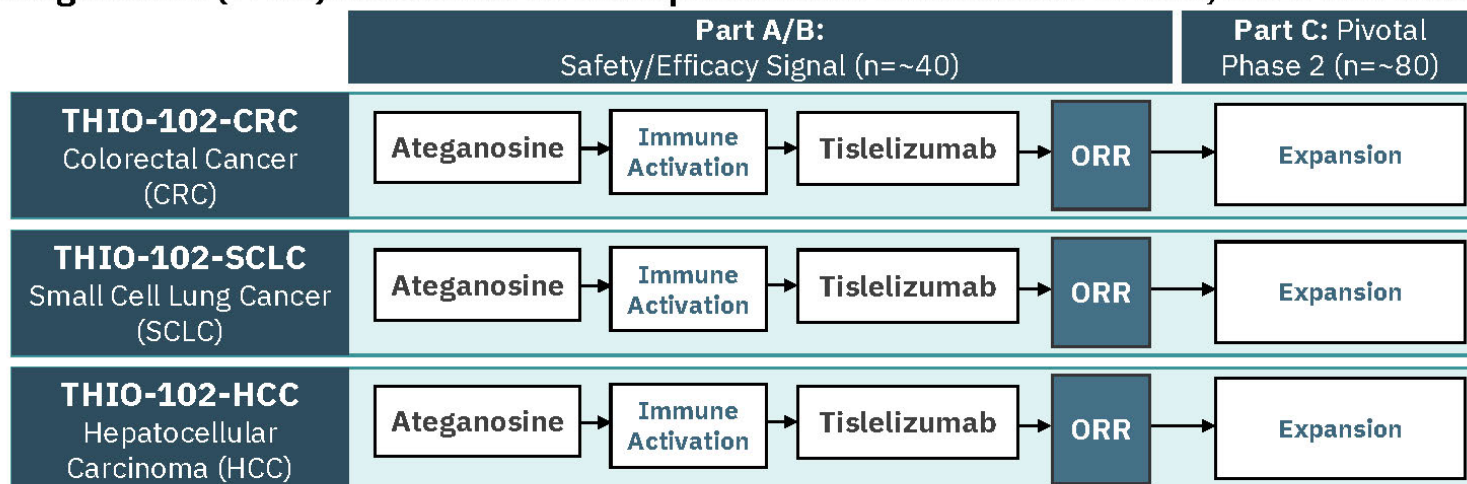 Part A/B:
Safety/Efficacy Signal (n=~40)
Part C: Pivotal
Phase 2 (n=~80)
THIO-102-CRC
Colorectal Cancer
(CRC)
Ateganosine
Immune
Activation
Tislelizumab
ORR
Expansion
THIO-102-SCLC
Small Cell Lung Cancer
(SCLC)
Ateganosine
Immune
Activation
Tislelizumab
ORR
Expansion
THIO-102-HCC
Hepatocellular
Carcinoma (HCC)
Ateganosine
Immune
Activation
Tislelizumab
ORR
Expansion